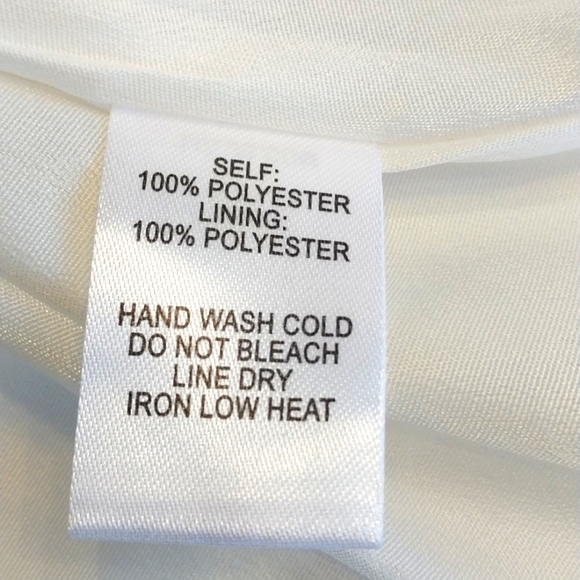 SELF:
100% POLYESTER
LINING:
100% POLYESTER
HAND WASH COLD
DO NOT BLEACH
LINE DRY
IRON LOW HEAT